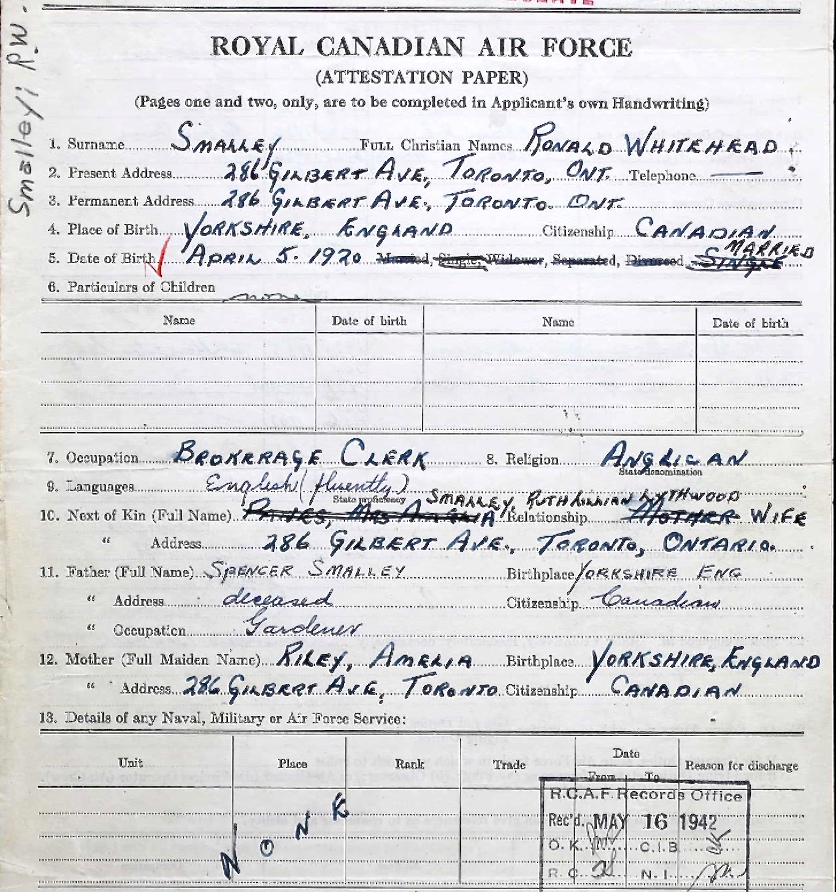 Smalley; R.W.
ROYAL CANADIAN AIR FORCE
(ATTESTATION PAPER)
(Pages one and two, only, are to be completed in Applicant's own Handwriting)
1. Surname SMALLEY FULL CHRISTIAN NAMES RONALD WHITEHEAD
2. Present Address 286 GILBERT AVE, TORONTO, ONT. Telephone —
3. Permanent Address 286 GILBERT AVE., TORONTO. ONT.
4. Place of Birth YORKSHIRE, ENGLAND Citizenship CANADIAN
MARRIED
5. Date of Birth APRIL 5. 1920 Married, Single, Widower, Separated, Divorced SINGLE
6. Particulars of Children none
Name Date of birth Name Date of birth
7. Occupation BROKERAGE CLERK 8. Religion ANGLICAN
State denomination
9. Languages English (fluently)
State proficiency SMALLEY, RUTH LILLIAN LYTHWOOD
10. Next of Kin (Full Name) MRS Relationship MOTHER WIFE
" Address 286 GILBERT AVE., TORONTO, ONTARIO.
11. Father (Full Name) SPENCER SMALLEY Birthplace YORKSHIRE ENG
" Address deceased Citizenship Canadian
" Occupation Gardener
12. Mother (Full Maiden Name) RILEY, AMELIA Birthplace YORKSHIRE, ENGLAND
" Address 286 GILBERT AVE, TORONTO Citizenship CANADIAN
13. Details of any Naval, Military or Air Force Service:
Unit Place Rank Trade Date Reason for discharge
From To
NONE
R.C.A.F. Records Office
Rec'd. MAY 16 1942
O.K. C.I.B.
R.C. N.I.